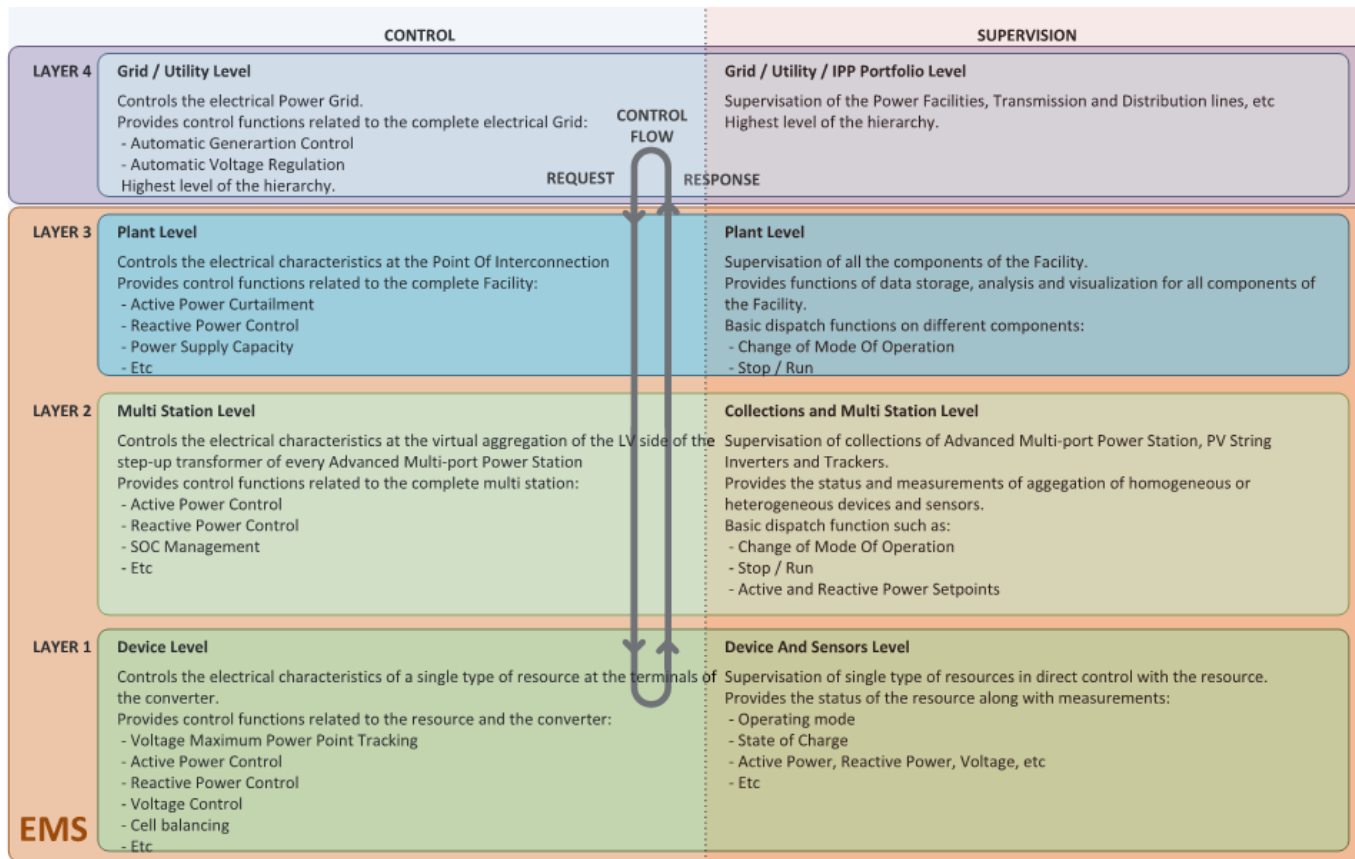 CONTROL
SUPERVISION
LAYER 4
Grid / Utility Level
Controls the electrical Power Grid.
Provides control functions related to the complete electrical Grid:
- Automatic Generartion Control
- Automatic Voltage Regulation
Highest level of the hierarchy.
CONTROL
FLOW
REQUEST
RESPONSE
Grid / Utility / IPP Portfolio Level
Supervisation of the Power Facilities, Transmission and Distribution lines, etc
Highest level of the hierarchy.
LAYER 3
Plant Level
Controls the electrical characteristics at the Point Of Interconnection
Provides control functions related to the complete Facility:
- Active Power Curtailment
- Reactive Power Control
- Power Supply Capacity
- Etc
Plant Level
Supervisation of all the components of the Facility.
Provides functions of data storage, analysis and visualization for all components of
the Facility.
Basic dispatch functions on different components:
- Change of Mode Of Operation
- Stop / Run
LAYER 2
Multi Station Level
Controls the electrical characteristics at the virtual aggregation of the LV side of the
step-up transformer of every Advanced Multi-port Power Station
Provides control functions related to the complete multi station:
- Active Power Control
- Reactive Power Control
- SOC Management
- Etc
Collections and Multi Station Level
Supervisation of collections of Advanced Multi-port Power Station, PV String
Inverters and Trackers.
Provides the status and measurements of aggegation of homogeneous or
heterogeneous devices and sensors.
Basic dispatch function such as:
- Change of Mode Of Operation
- Stop / Run
- Active and Reactive Power Setpoints
LAYER 1
Device Level
Controls the electrical characteristics of a single type of resource at the terminals of
the converter.
Provides control functions related to the resource and the converter:
- Voltage Maximum Power Point Tracking
- Active Power Control
- Reactive Power Control
- Voltage Control
- Cell balancing
- Etc
Device And Sensors Level
Supervisation of single type of resources in direct control with the resource.
Provides the status of the resource along with measurements:
- Operating mode
- State of Charge
- Active Power, Reactive Power, Voltage, etc
- Etc
EMS